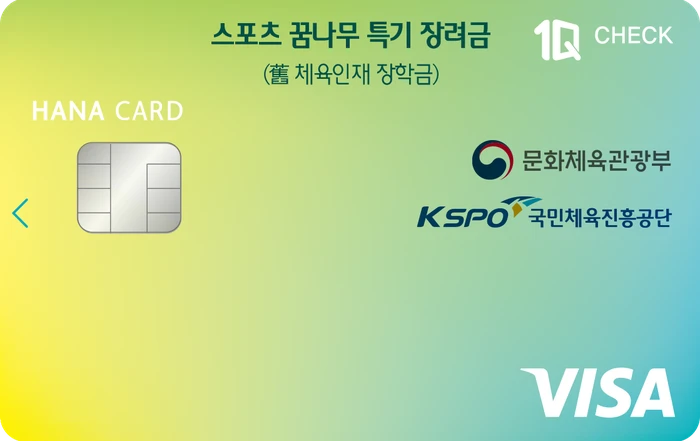 스포츠 꿈나무 특기 장려금
(舊 체육인재 장학금)
1Q CHECK
HANA CARD
문화체육관광부
KSPO 국민체육진흥공단
VISA